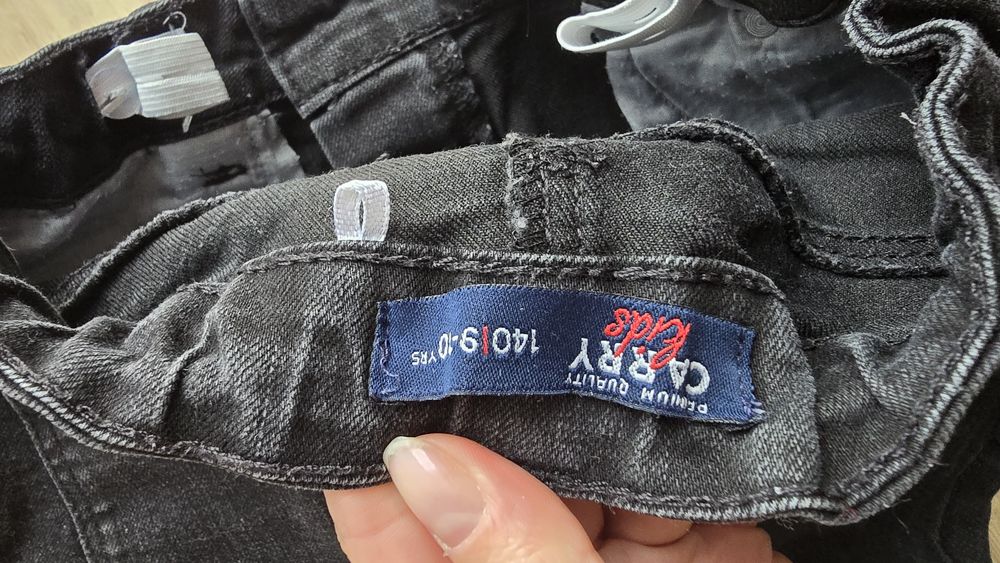 PREMIUM QUALITY
CARRY
kids
140|9-10 YRS